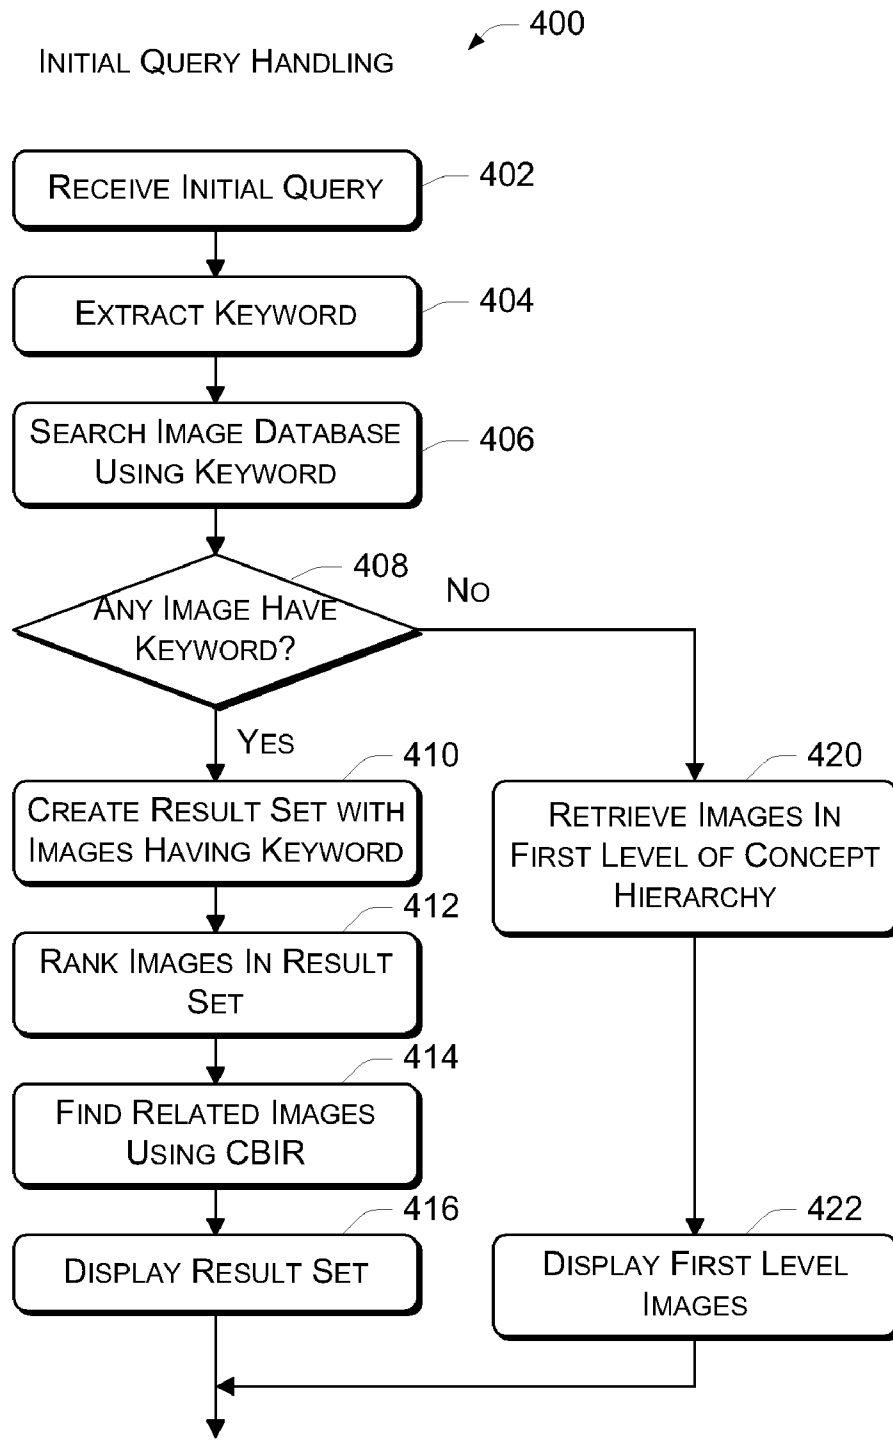 400
INITIAL QUERY HANDLING
RECEIVE INITIAL QUERY
402
EXTRACT KEYWORD
404
SEARCH IMAGE DATABASE
USING KEYWORD
406
408
ANY IMAGE HAVE
KEYWORD?
NO
YES
410
CREATE RESULT SET WITH
IMAGES HAVING KEYWORD
420
RETRIEVE IMAGES IN
FIRST LEVEL OF CONCEPT
HIERARCHY
412
RANK IMAGES IN RESULT
SET
414
FIND RELATED IMAGES
USING CBIR
416
DISPLAY RESULT SET
422
DISPLAY FIRST LEVEL
IMAGES